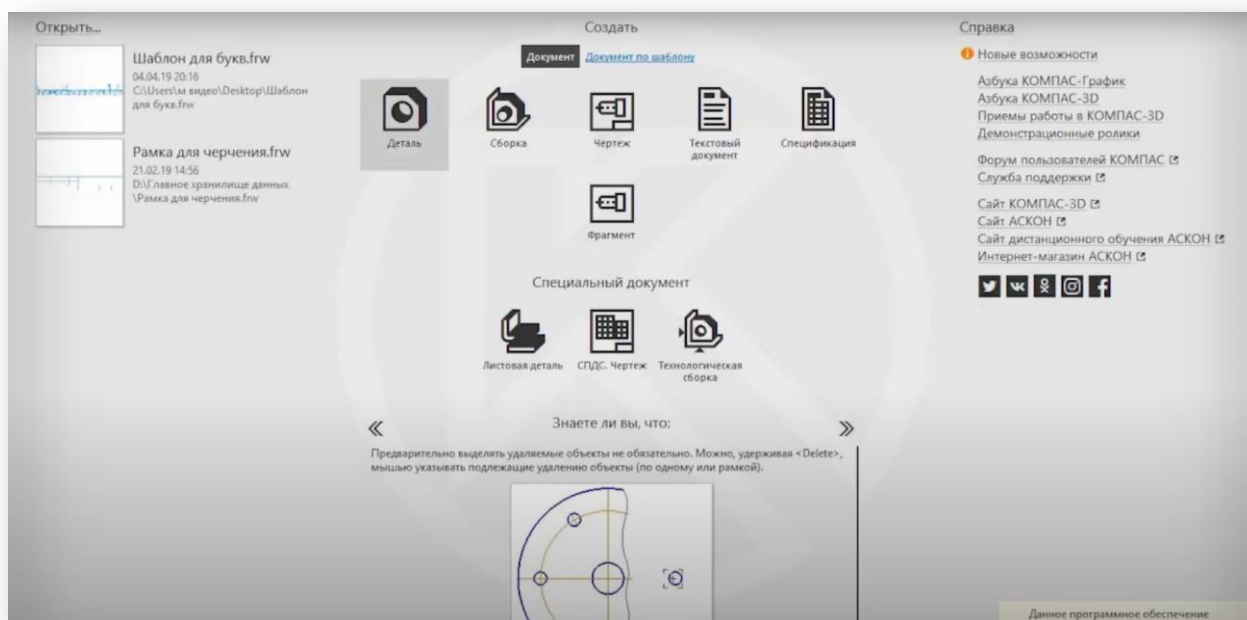 Открыть...
Шаблон для букв.frw
04.04.19 20:16
C:\Users\м видео\Desktop\Шаблон
для букв.frw
Рамка для черчения.frw
21.02.19 14:56
D:\Главное хранилище данных
\Рамка для черчения.frw
Создать
Документ Документ по шаблону
Деталь Сборка Чертеж Текстовый документ Спецификация
Фрагмент
Специальный документ
Листовая деталь СПДС. Чертеж Технологическая сборка
Знаете ли вы, что:
Предварительно выделять удаляемые объекты не обязательно. Можно, удерживая <Delete>,
мышью указывать подлежащие удалению объекты (по одному или рамкой).
Справка
Новые возможности
Азбука КОМПАС-График
Азбука КОМПАС-3D
Приемы работы в КОМПАС-3D
Демонстрационные ролики
Форум пользователей КОМПАС
Служба поддержки
Сайт КОМПАС-3D
Сайт АСКОН
Сайт дистанционного обучения АСКОН
Интернет-магазин АСКОН
Данное программное обеспечение